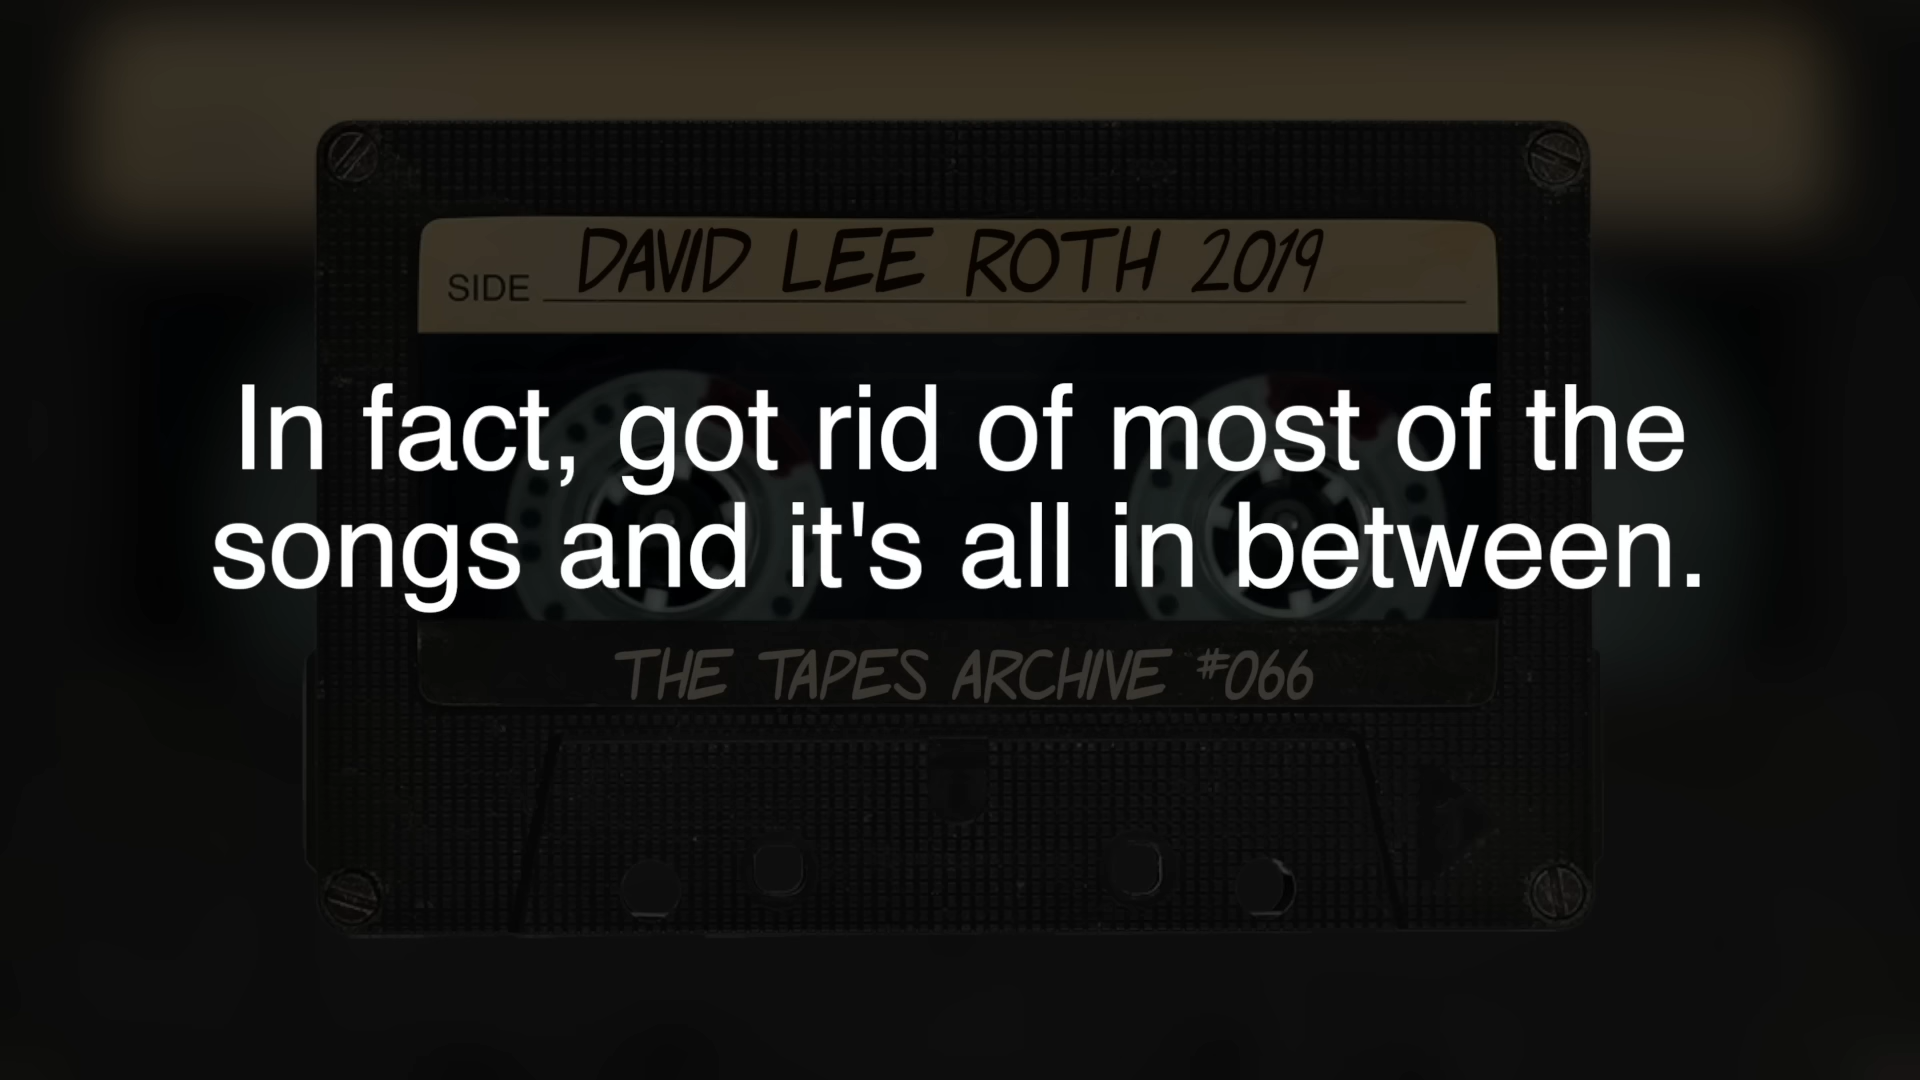 SIDE DAVID LEE ROTH 2019
In fact, got rid of most of the
songs and it's all in between.
THE TAPES ARCHIVE #066